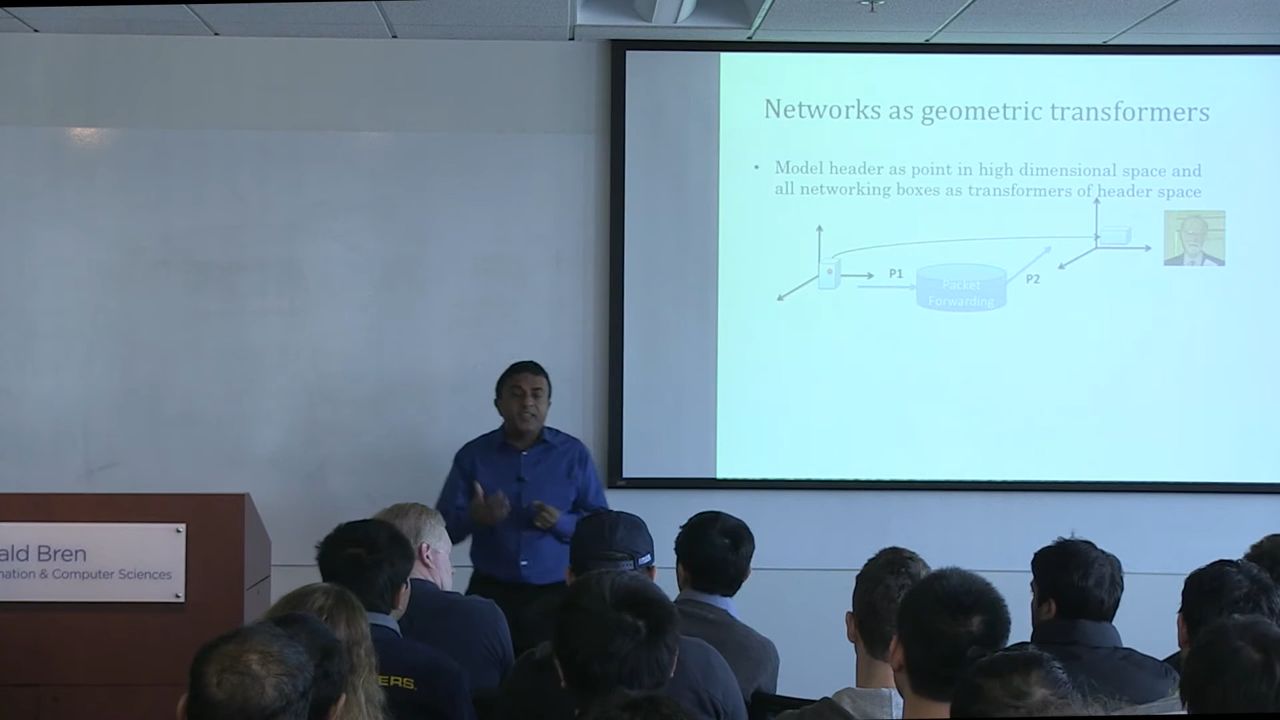 Networks as geometric transformers
• Model header as point in high dimensional space and
all networking boxes as transformers of header space
P1
Packet
Forwarding
P2
ald Bren
mation & Computer Sciences
ERS.